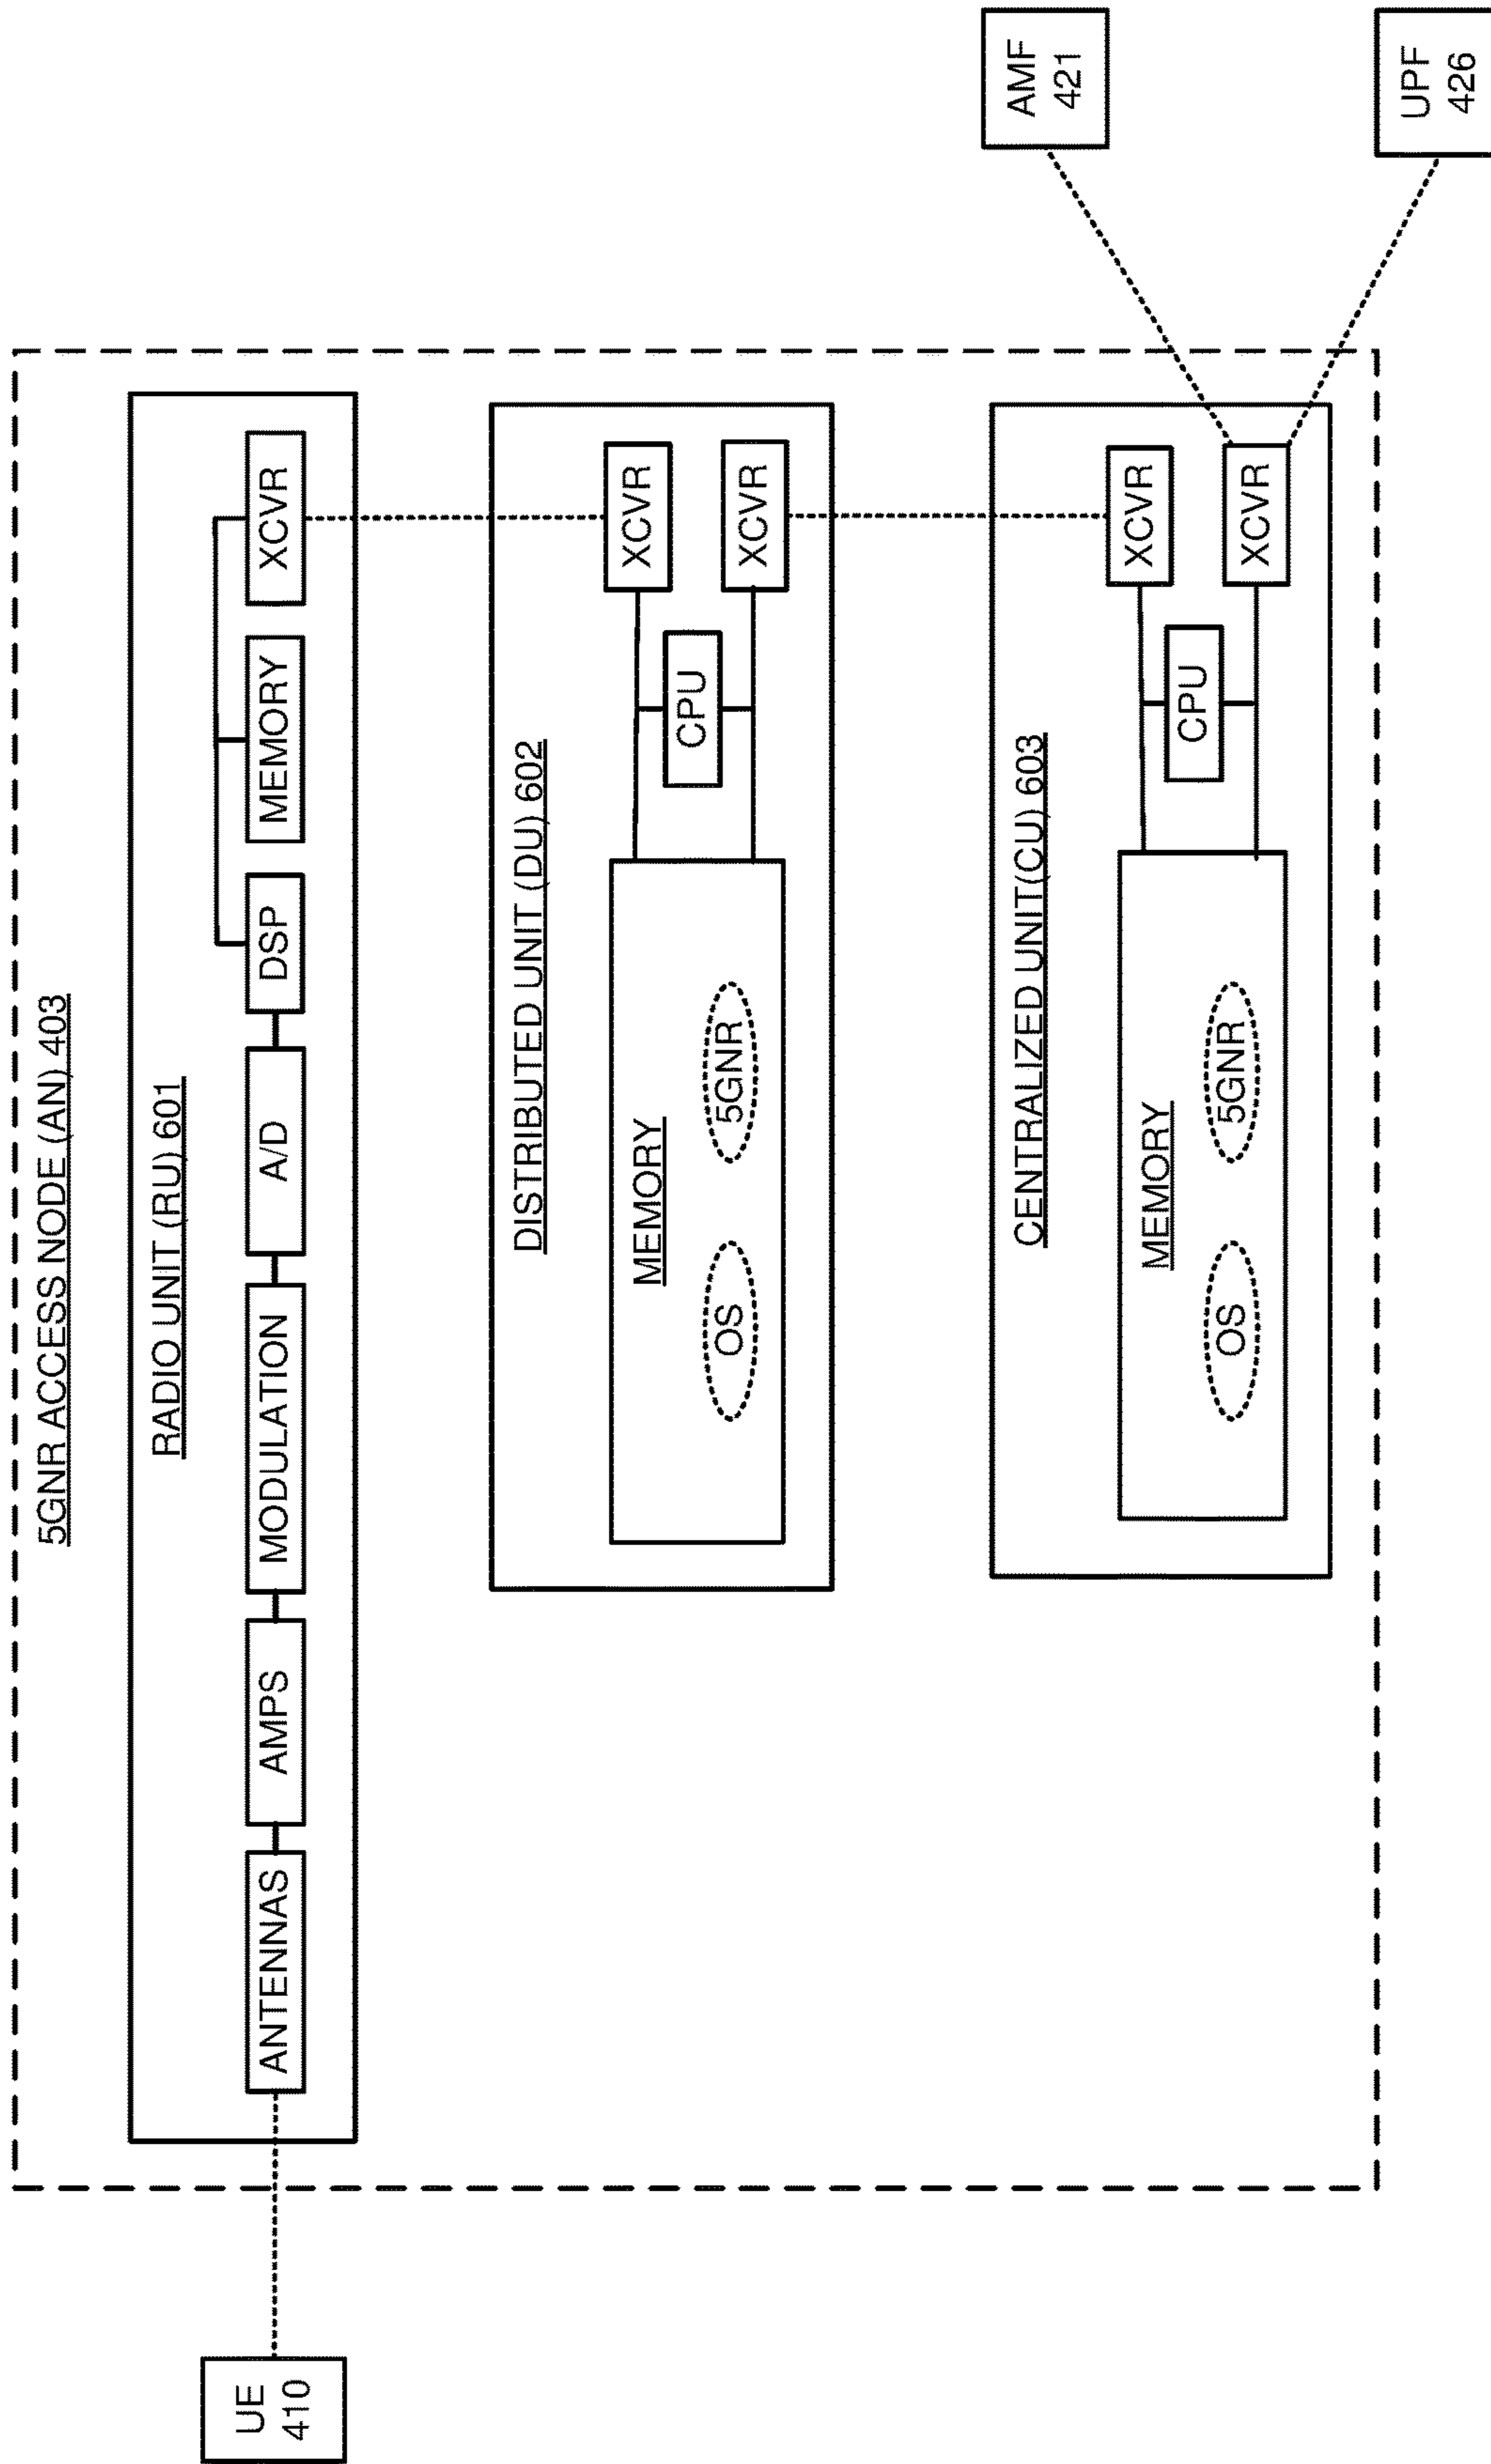 5GNR ACCESS NODE (AN) 403
RADIO UNIT (RU) 601
UE
410
ANTENNAS
AMPS
MODULATION
A/D
DSP
MEMORY
XCVR
DISTRIBUTED UNIT (DU) 602
MEMORY
OS
5GNR
CPU
XCVR
XCVR
CENTRALIZED UNIT(CU) 603
MEMORY
OS
5GNR
CPU
XCVR
XCVR
AMF
421
UPF
426